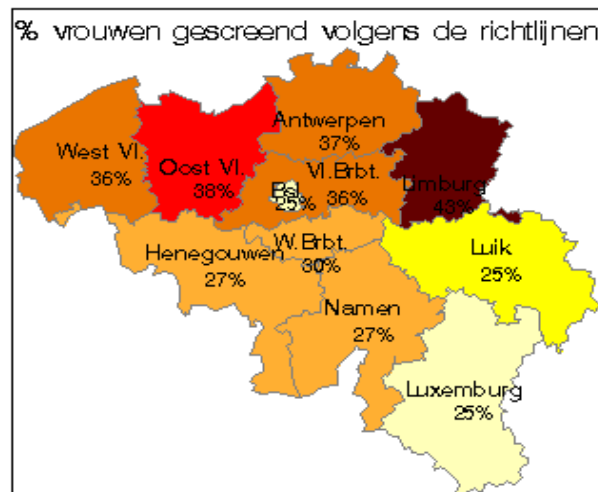 % vrouwen gescreend volgens de richtlijnen
Antwerpen
37%
West Vl.
36%
Oost Vl.
38%
Vl.Brbt.
36%
Bsl.
25%
Limburg
43%
W.Brbt.
30%
Henegouwen
27%
Luik
25%
Namen
27%
Luxemburg
25%